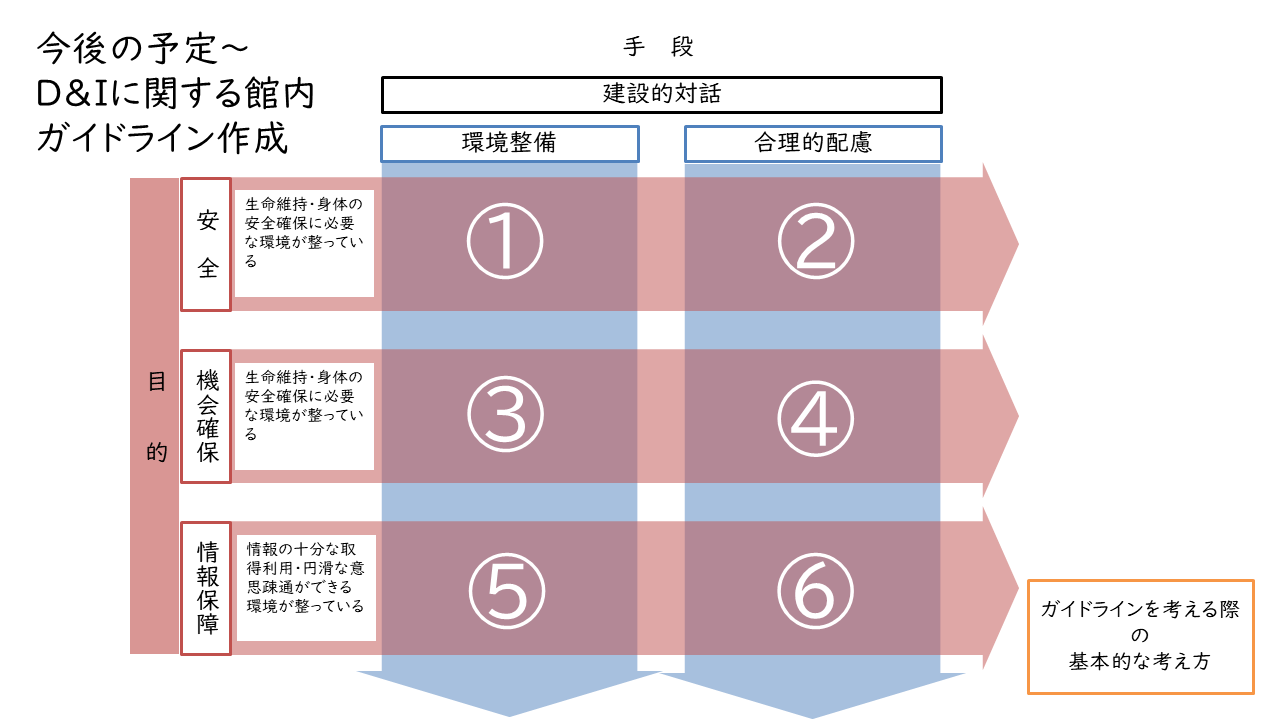 今後の予定～
D&Iに関する館内
ガイドライン作成
手　段
建設的対話
環境整備
合理的配慮
目
的
安
全
生命維持・身体の
安全確保に必要
な環境が整ってい
る
①
②
機会確保
生命維持・身体の
安全確保に必要
な環境が整ってい
る
③
④
情報保障
情報の十分な取
得利用・円滑な意
思疎通ができる
環境が整っている
⑤
⑥
ガイドラインを考える際
の
基本的な考え方